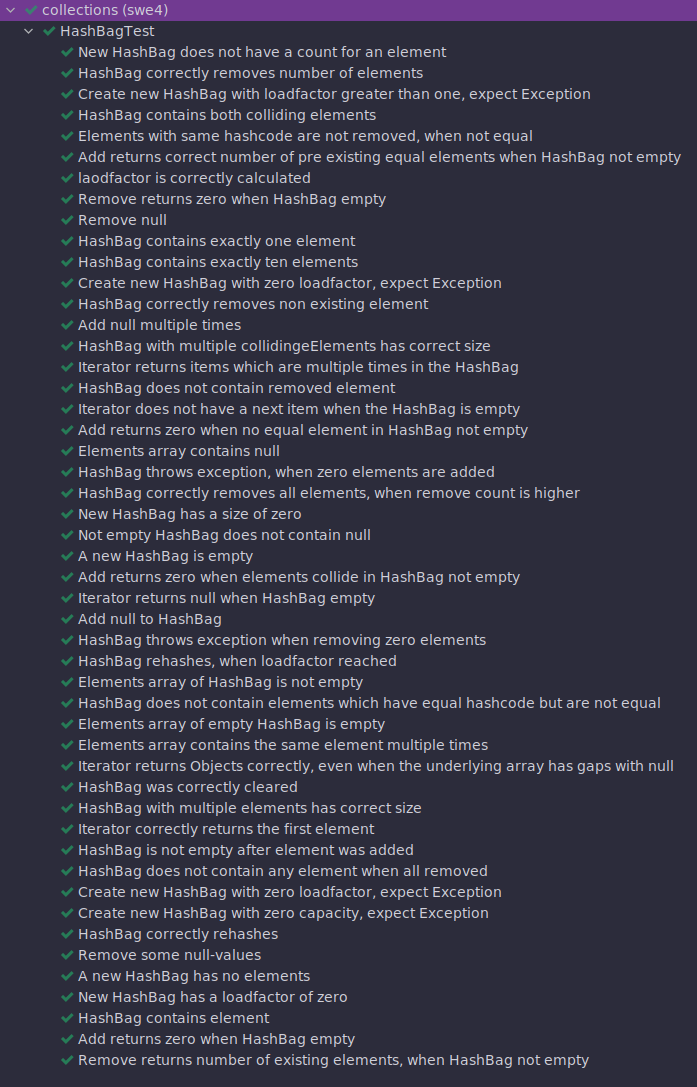 collections (swe4)
HashBagTest
New HashBag does not have a count for an element
HashBag correctly removes number of elements
Create new HashBag with loadfactor greater than one, expect Exception
HashBag contains both colliding elements
Elements with same hashcode are not removed, when not equal
Add returns correct number of pre existing equal elements when HashBag not empty
laodfactor is correctly calculated
Remove returns zero when HashBag empty
Remove null
HashBag contains exactly one element
HashBag contains exactly ten elements
Create new HashBag with zero loadfactor, expect Exception
HashBag correctly removes non existing element
Add null multiple times
HashBag with multiple collidingeElements has correct size
Iterator returns items which are multiple times in the HashBag
HashBag does not contain removed element
Iterator does not have a next item when the HashBag is empty
Add returns zero when no equal element in HashBag not empty
Elements array contains null
HashBag throws exception, when zero elements are added
HashBag correctly removes all elements, when remove count is higher
New HashBag has a size of zero
Not empty HashBag does not contain null
A new HashBag is empty
Add returns zero when elements collide in HashBag not empty
Iterator returns null when HashBag empty
Add null to HashBag
HashBag throws exception when removing zero elements
HashBag rehashes, when loadfactor reached
Elements array of HashBag is not empty
HashBag does not contain elements which have equal hashcode but are not equal
Elements array of empty HashBag is empty
Elements array contains the same element multiple times
Iterator returns Objects correctly, even when the underlying array has gaps with null
HashBag was correctly cleared
HashBag with multiple elements has correct size
Iterator correctly returns the first element
HashBag is not empty after element was added
HashBag does not contain any element when all removed
Create new HashBag with zero loadfactor, expect Exception
Create new HashBag with zero capacity, expect Exception
HashBag correctly rehashes
Remove some null-values
A new HashBag has no elements
New HashBag has a loadfactor of zero
HashBag contains element
Add returns zero when HashBag empty
Remove returns number of existing elements, when HashBag not empty